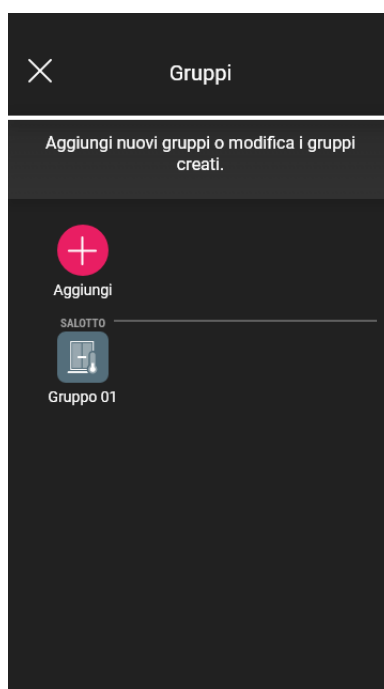 Gruppi
Aggiungi nuovi gruppi o modifica i gruppi
creati.
Aggiungi
SALOTTO
Gruppo 01